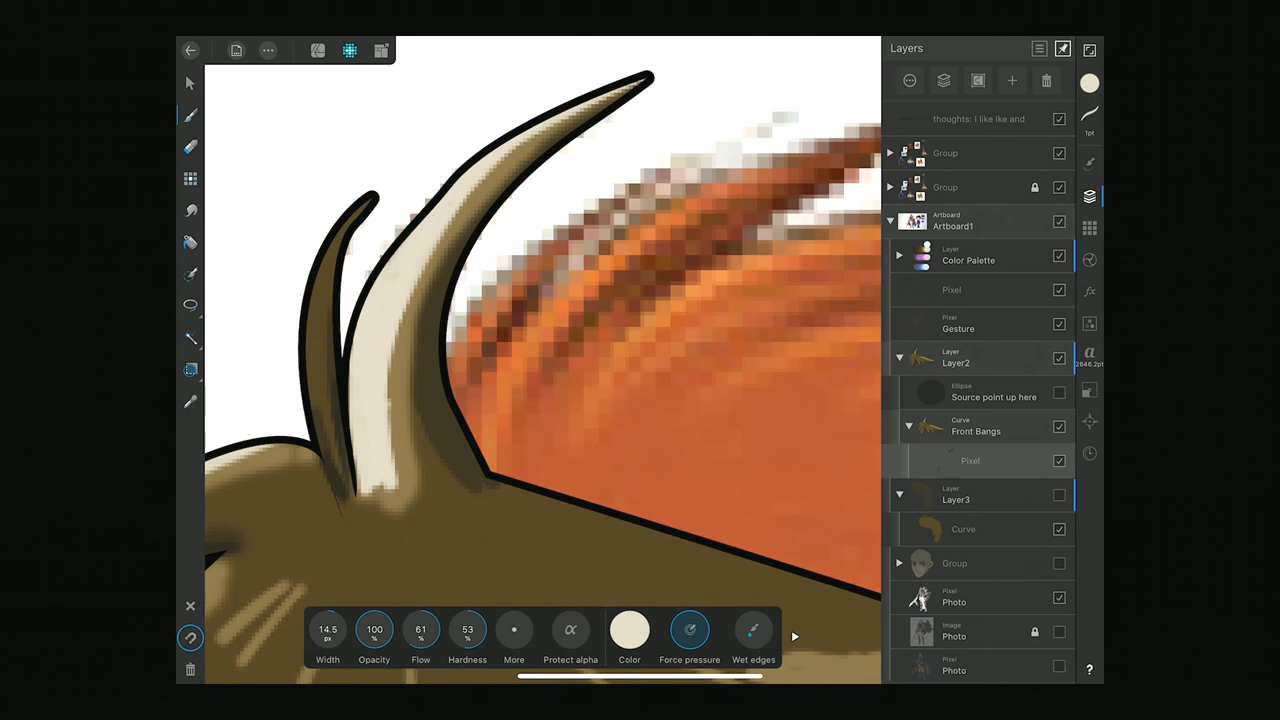 Layers
thoughts: I like Ike and
Group
Group
Artboard
Artboard1
Layer
Color Palette
Pixel
Pixel
Gesture
Layer
Layer2
Ellipse
Source point up here
Curve
Front Bangs
Pixel
Layer
Layer3
Curve
Group
Pixel
Photo
Image
Photo
Pixel
Photo
1pt
fx
a
2646.2pt
?
14.5 px
100 %
61 %
53 %
α
Width
Opacity
Flow
Hardness
More
Protect alpha
Color
Force pressure
Wet edges